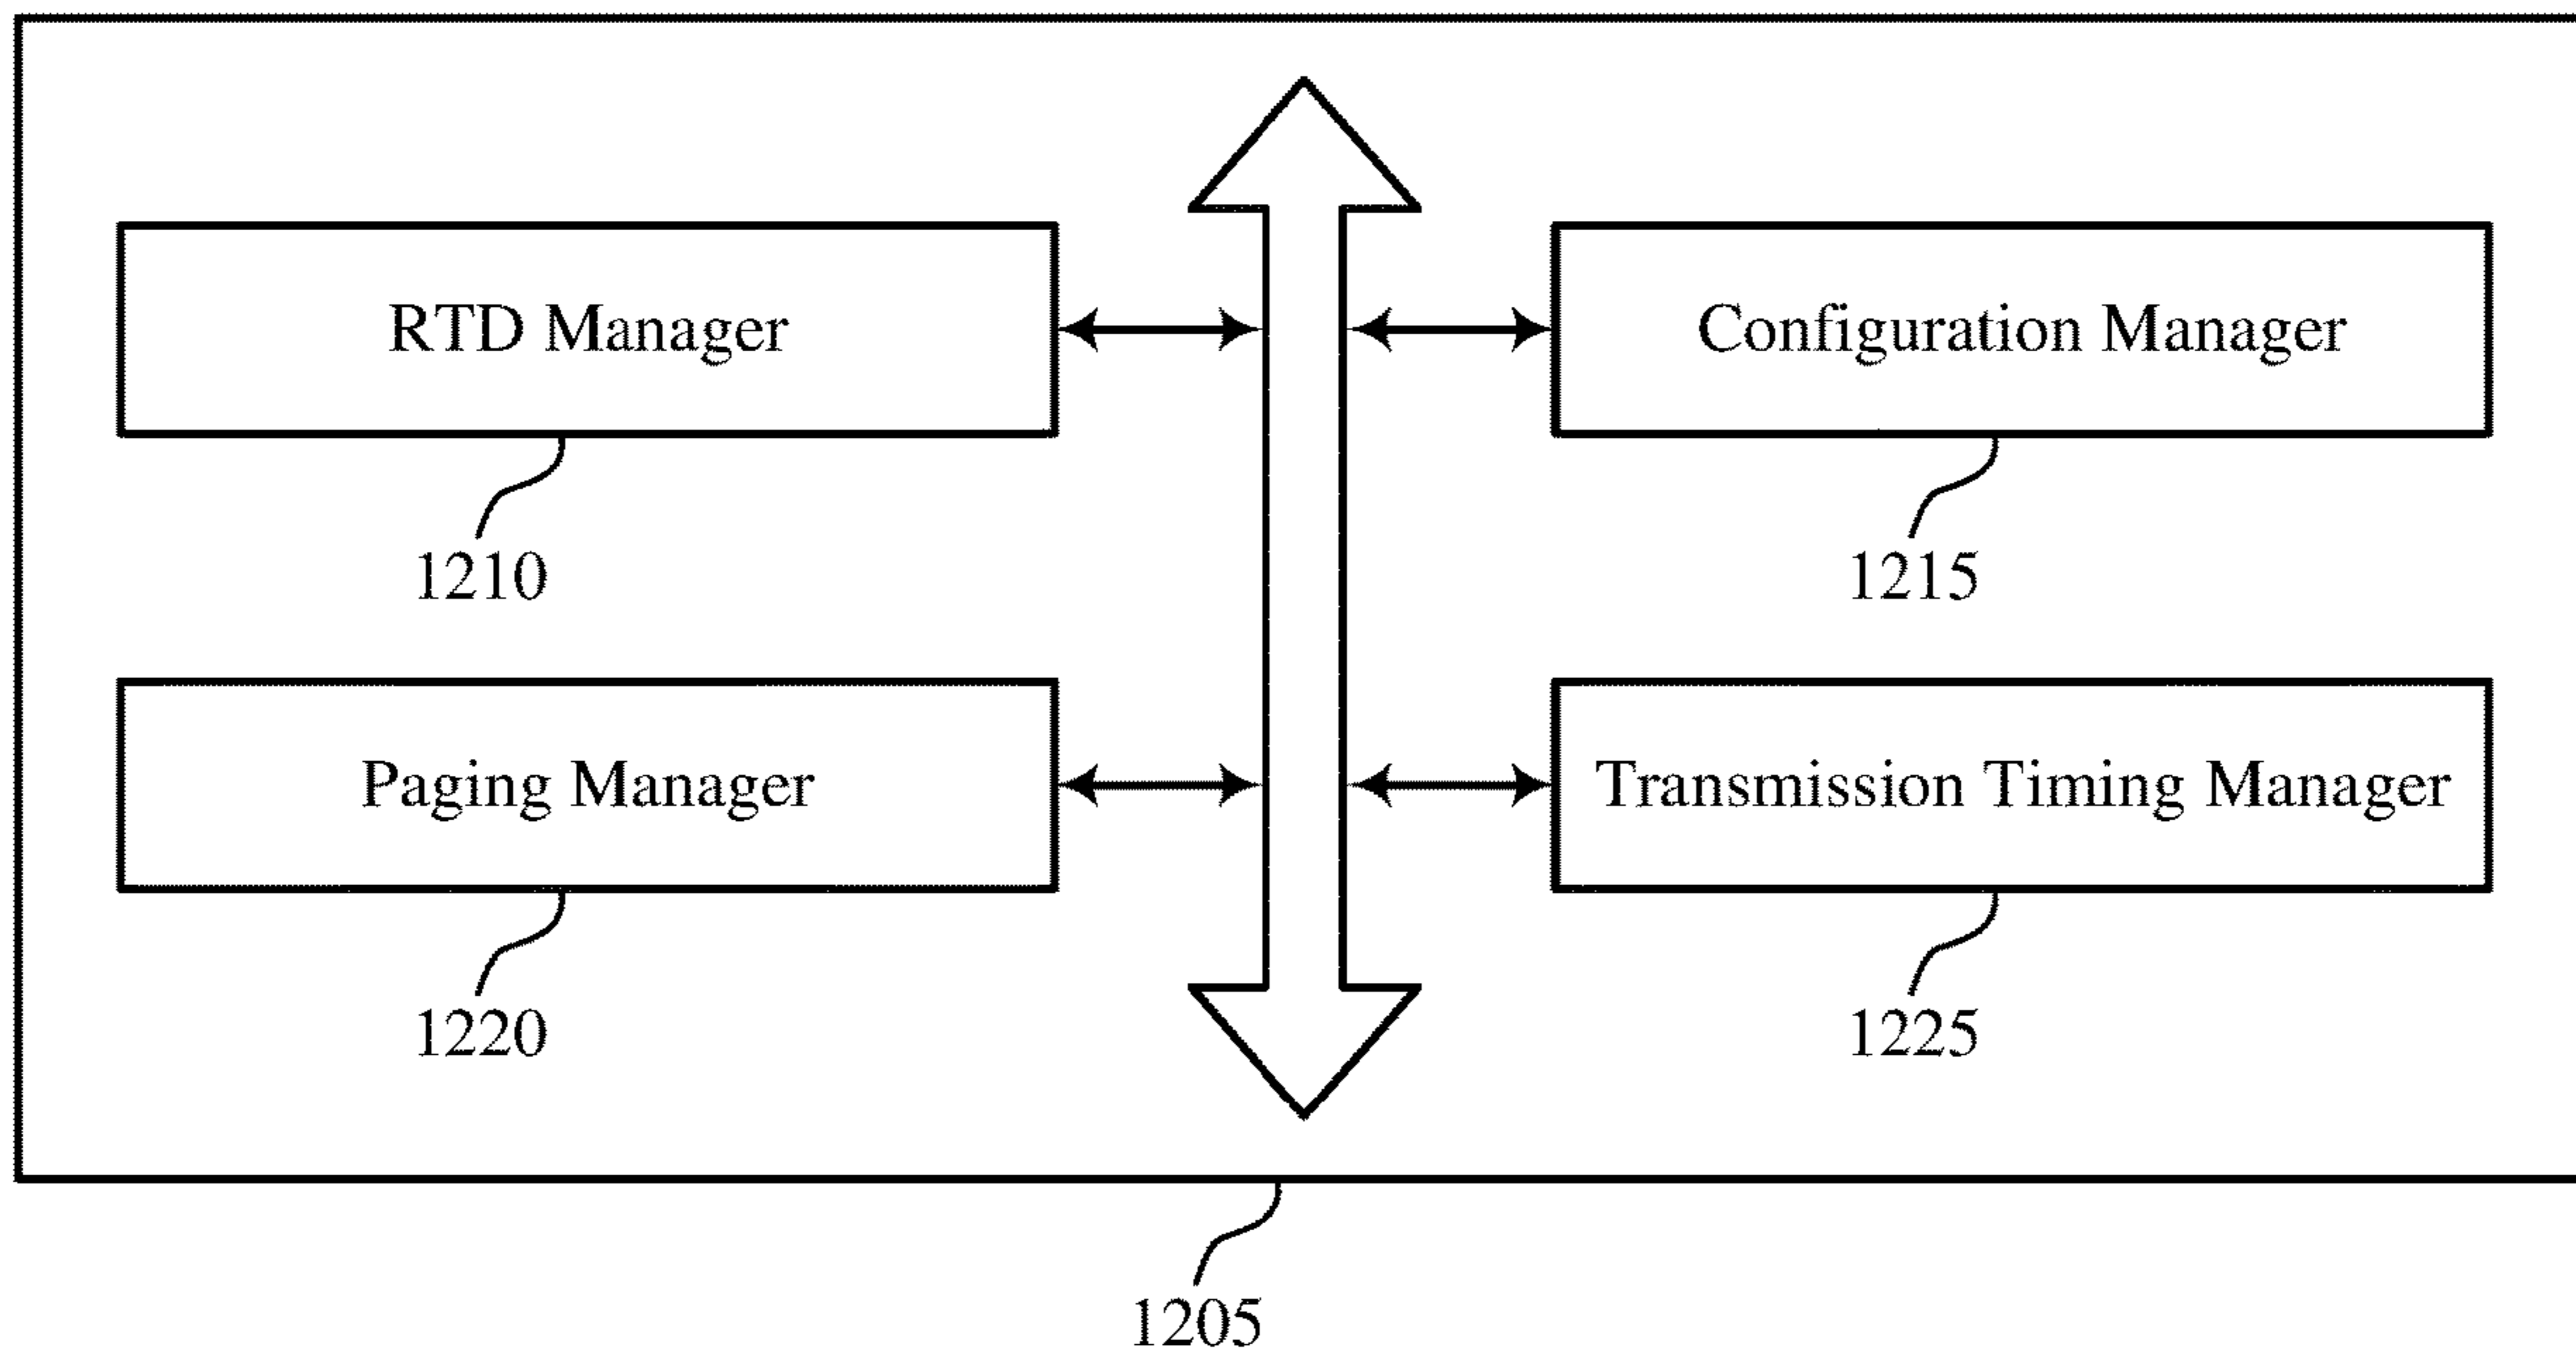 RTD Manager
Configuration Manager
1210
1215
Paging Manager
Transmission Timing Manager
1220
1225
1205